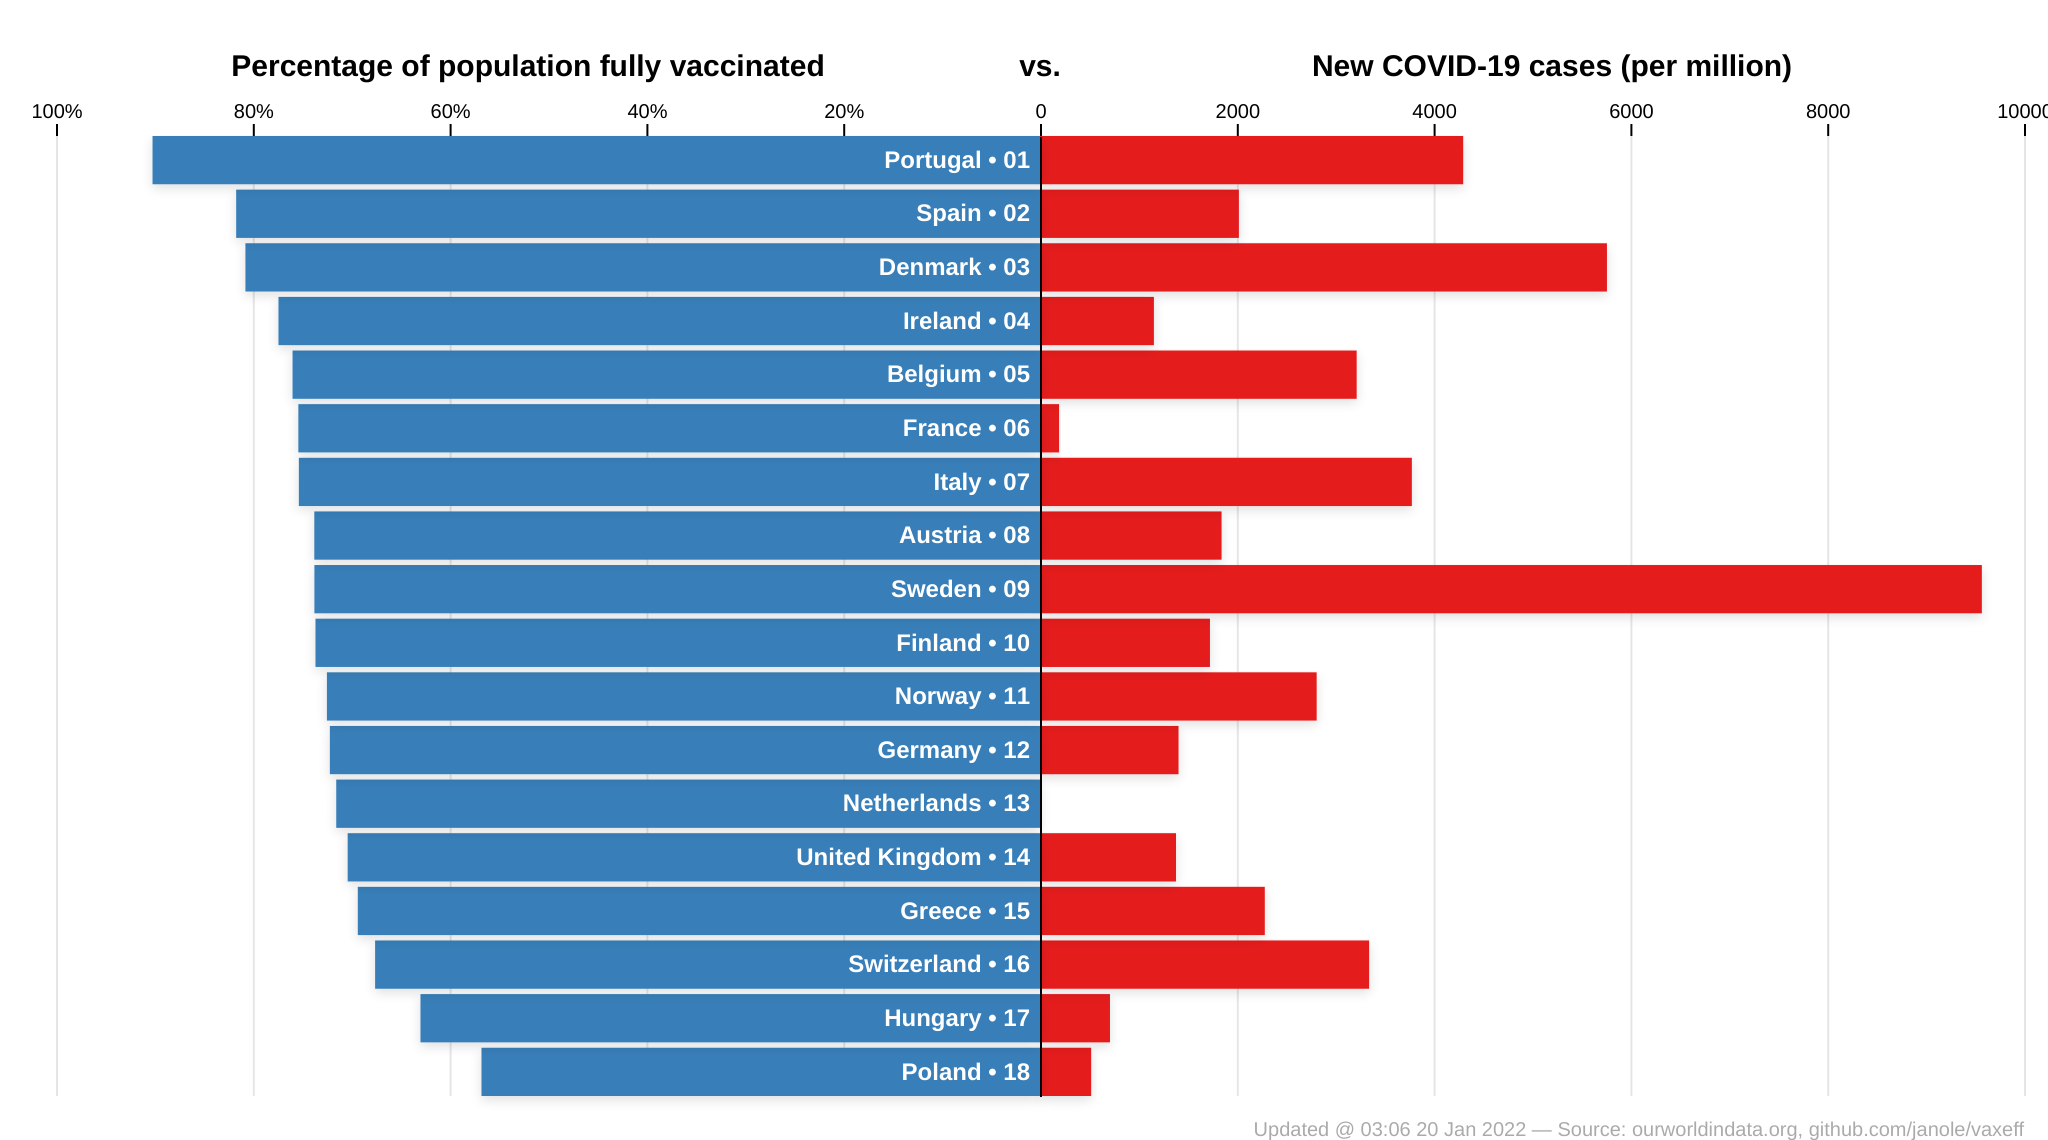 Percentage of population fully vaccinated vs. New COVID-19 cases (per million)
100% 80% 60% 40% 20% 0 2000 4000 6000 8000 10000
Portugal • 01
Spain • 02
Denmark • 03
Ireland • 04
Belgium • 05
France • 06
Italy • 07
Austria • 08
Sweden • 09
Finland • 10
Norway • 11
Germany • 12
Netherlands • 13
United Kingdom • 14
Greece • 15
Switzerland • 16
Hungary • 17
Poland • 18
Updated @ 03:06 20 Jan 2022 — Source: ourworldindata.org, github.com/janole/vaxeff